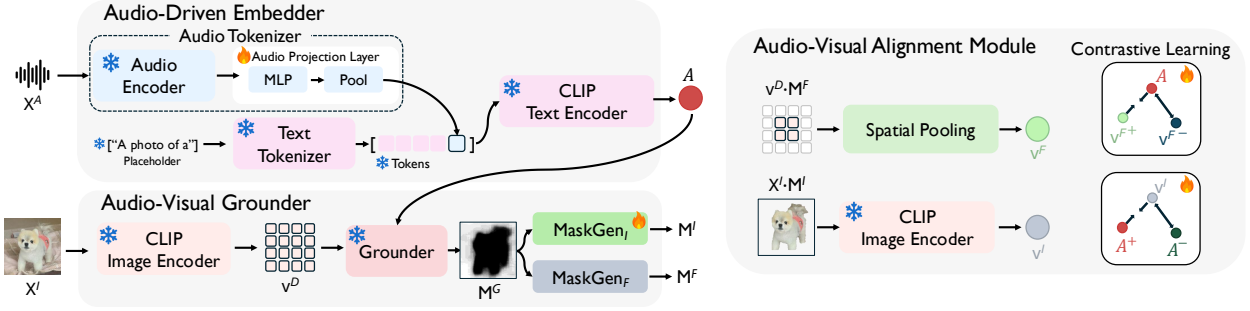 Audio-Driven Embedder
Audio Tokenizer
Audio
Encoder
Audio Projection Layer
MLP
Pool
X^A
CLIP
Text Encoder
A
["A photo of a"]
Placeholder
Text
Tokenizer
[ ]
Tokens
Audio-Visual Grounder
CLIP
Image Encoder
X^I
v^D
Grounder
M^G
MaskGen_I
M^I
MaskGen_F
M^F
Audio-Visual Alignment Module
v^D·M^F
Spatial Pooling
v^F
X^I·M^I
CLIP
Image Encoder
v^I
Contrastive Learning
A
v^F+
v^F−
v^I
A^+
A^−